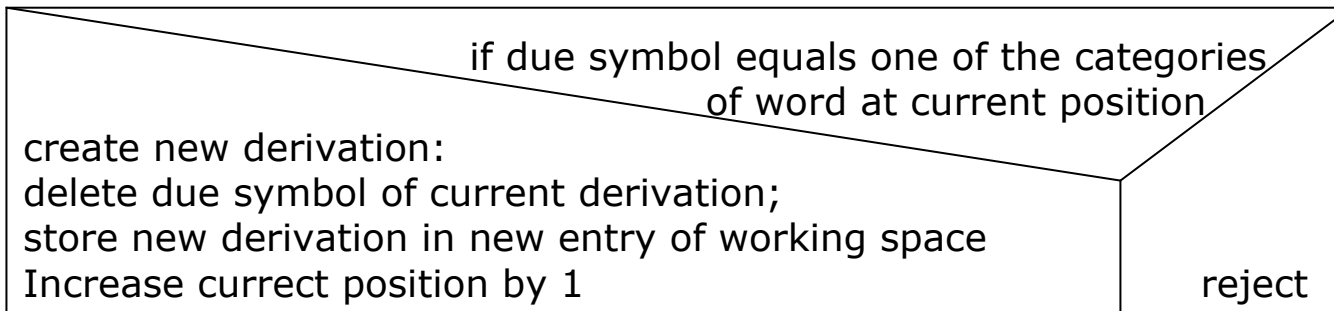 if due symbol equals one of the categories
of word at current position
create new derivation:
delete due symbol of current derivation;
store new derivation in new entry of working space
Increase currect position by 1
reject